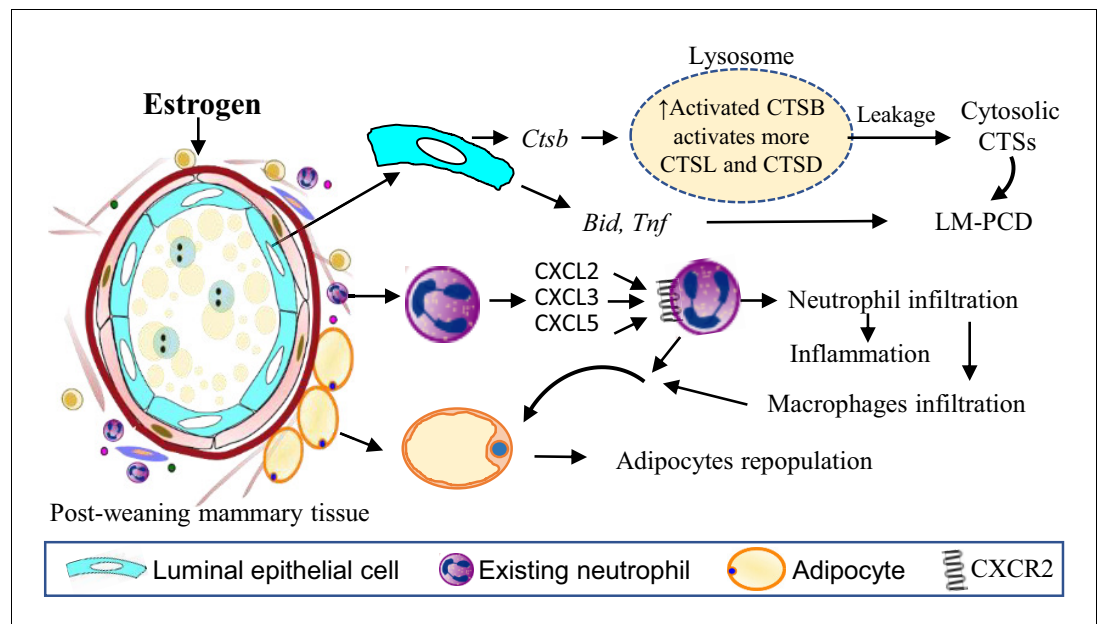 Lysosome
Estrogen
↑Activated CTSB
activates more
CTSL and CTSD
Leakage
Cytosolic
CTSs
Ctsb
Bid, Tnf
LM-PCD
CXCL2
CXCL3
CXCL5
Neutrophil infiltration
Inflammation
Macrophages infiltration
Adipocytes repopulation
Post-weaning mammary tissue
Luminal epithelial cell
Existing neutrophil
Adipocyte
CXCR2